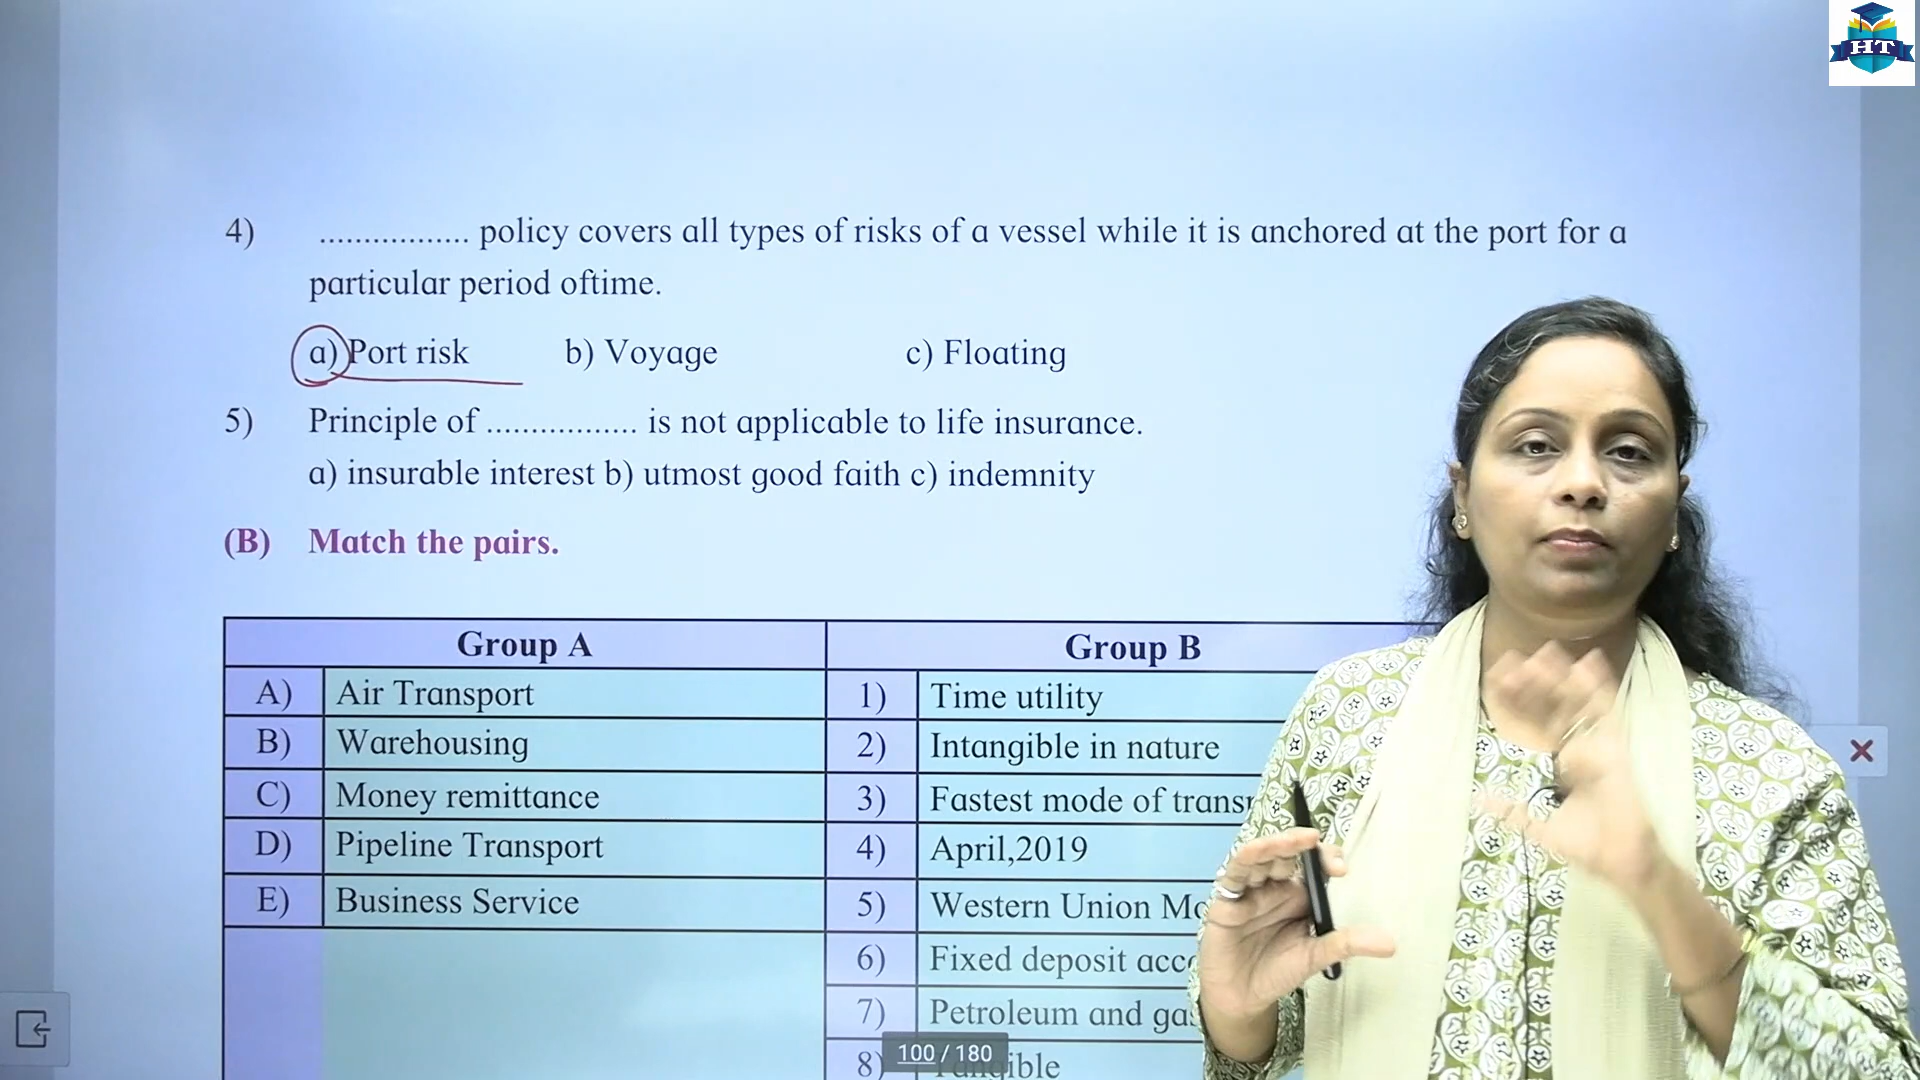 HT
4) ................. policy covers all types of risks of a vessel while it is anchored at the port for a
particular period oftime.
a) Port risk b) Voyage c) Floating
5) Principle of ................. is not applicable to life insurance.
a) insurable interest b) utmost good faith c) indemnity
(B) Match the pairs.
Group A Group B
A) Air Transport 1) Time utility
B) Warehousing 2) Intangible in nature
C) Money remittance 3) Fastest mode of
D) Pipeline Transport 4) April,2019
E) Business Service 5) Western Union
6) Fixed deposit
7) Petroleum and
8)
100 / 180